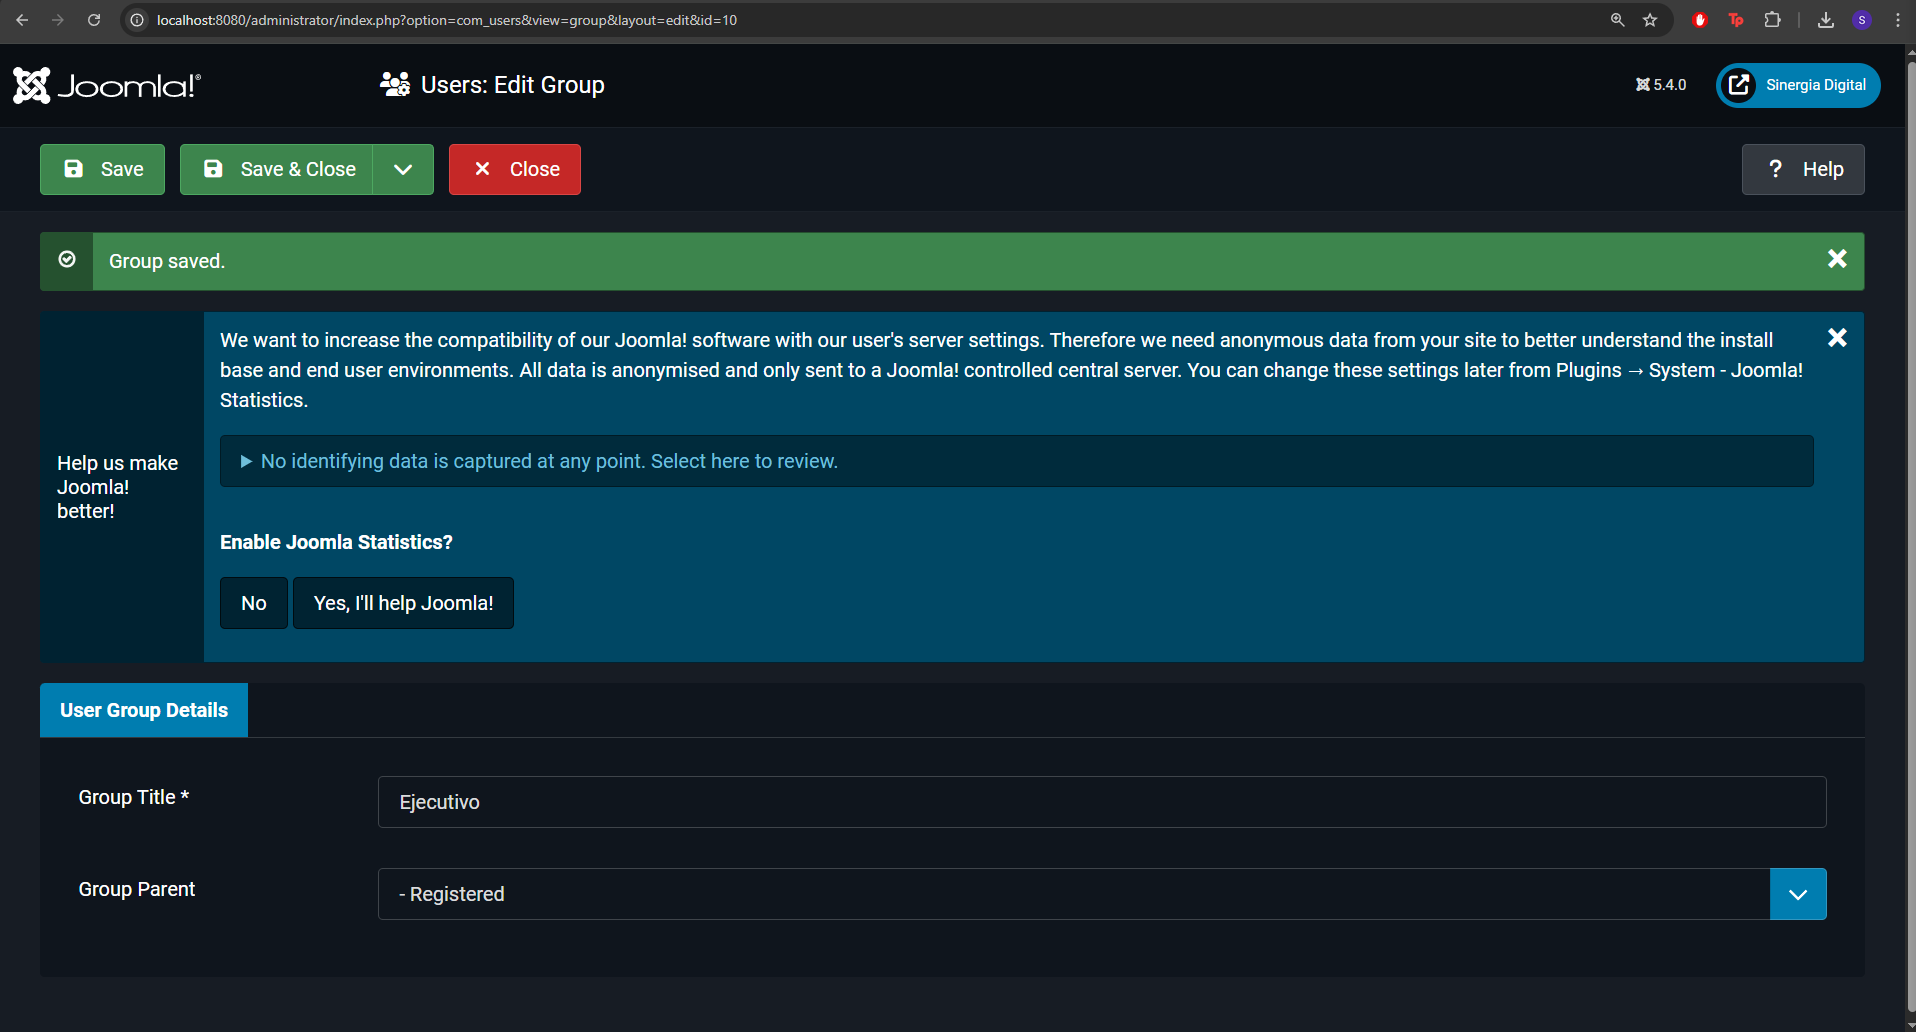 localhost:8080/administrator/index.php?option=com_users&view=group&layout=edit&id=10
Tp
S
Joomla!®
Users: Edit Group
5.4.0
Sinergia Digital
Save
Save & Close
Close
? Help
Group saved.
Help us make
Joomla!
better!
We want to increase the compatibility of our Joomla! software with our user's server settings. Therefore we need anonymous data from your site to better understand the install
base and end user environments. All data is anonymised and only sent to a Joomla! controlled central server. You can change these settings later from Plugins → System - Joomla!
Statistics.
No identifying data is captured at any point. Select here to review.
Enable Joomla Statistics?
No
Yes, I'll help Joomla!
User Group Details
Group Title *
Ejecutivo
Group Parent
- Registered